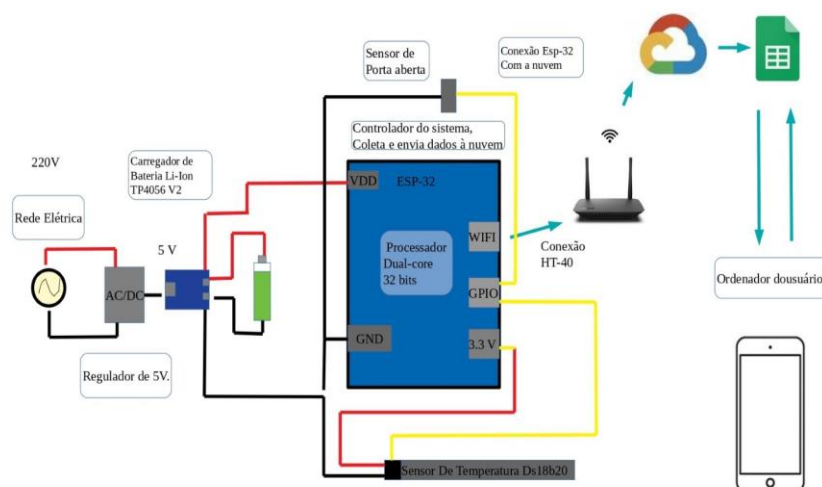 Sensor de
Porta aberta
Conexão Esp-32
Com a nuvem
Controlador do sistema,
Coleta e envia dados à nuvem
220V
Carregador de
Bateria Li-Ion
TP4056 V2
Rede Elétrica
5 V
AC/DC
Regulador de 5V.
VDD
ESP-32
Processador
Dual-core
32 bits
WIFI
GPIO
GND
3.3 V
Conexão
HT-40
Ordenador dousuário
Sensor De Temperatura Ds18b20